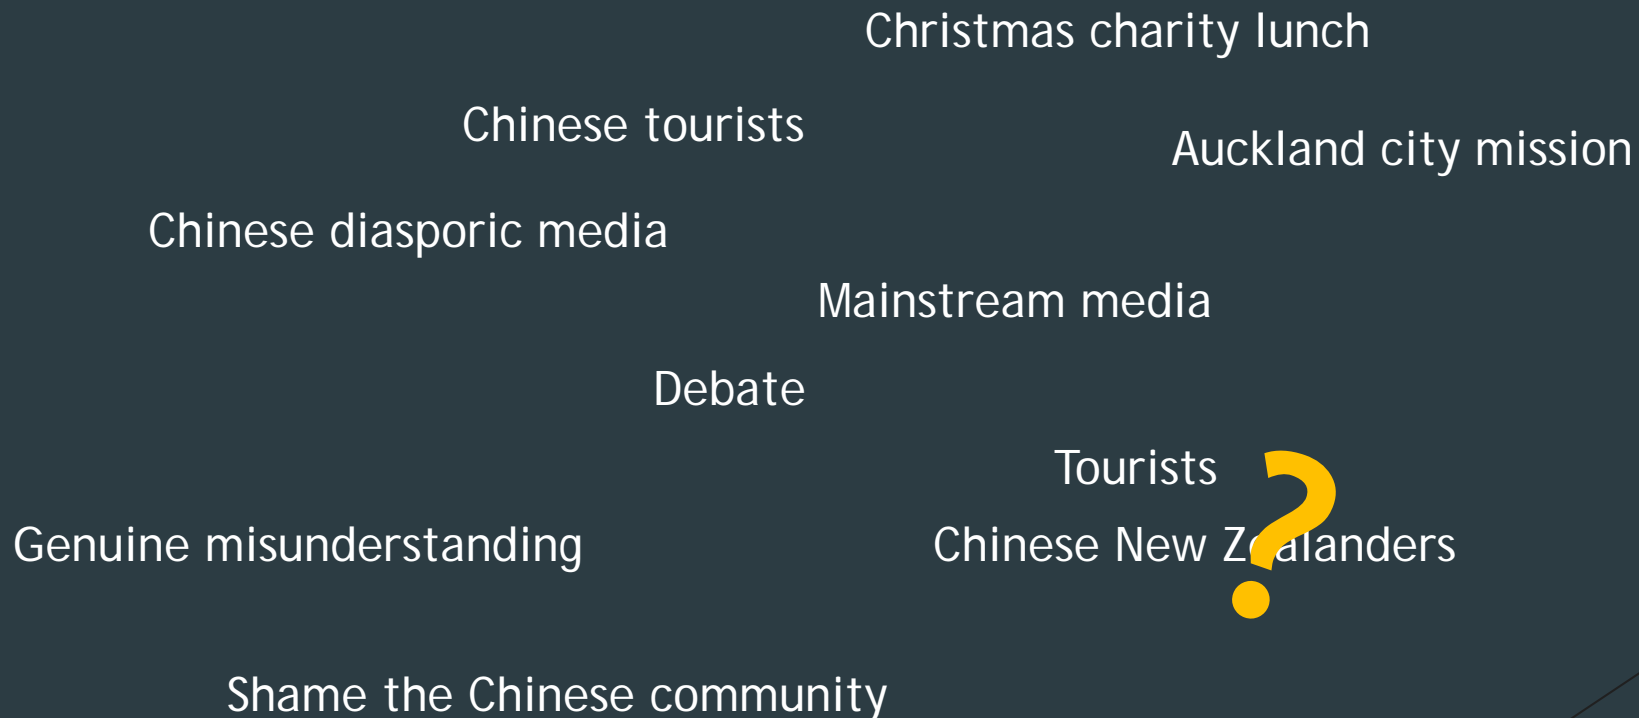 Christmas charity lunch
Chinese tourists
Auckland city mission
Chinese diasporic media
Mainstream media
Debate
Tourists
?
Genuine misunderstanding
Chinese New Zealanders
Shame the Chinese community